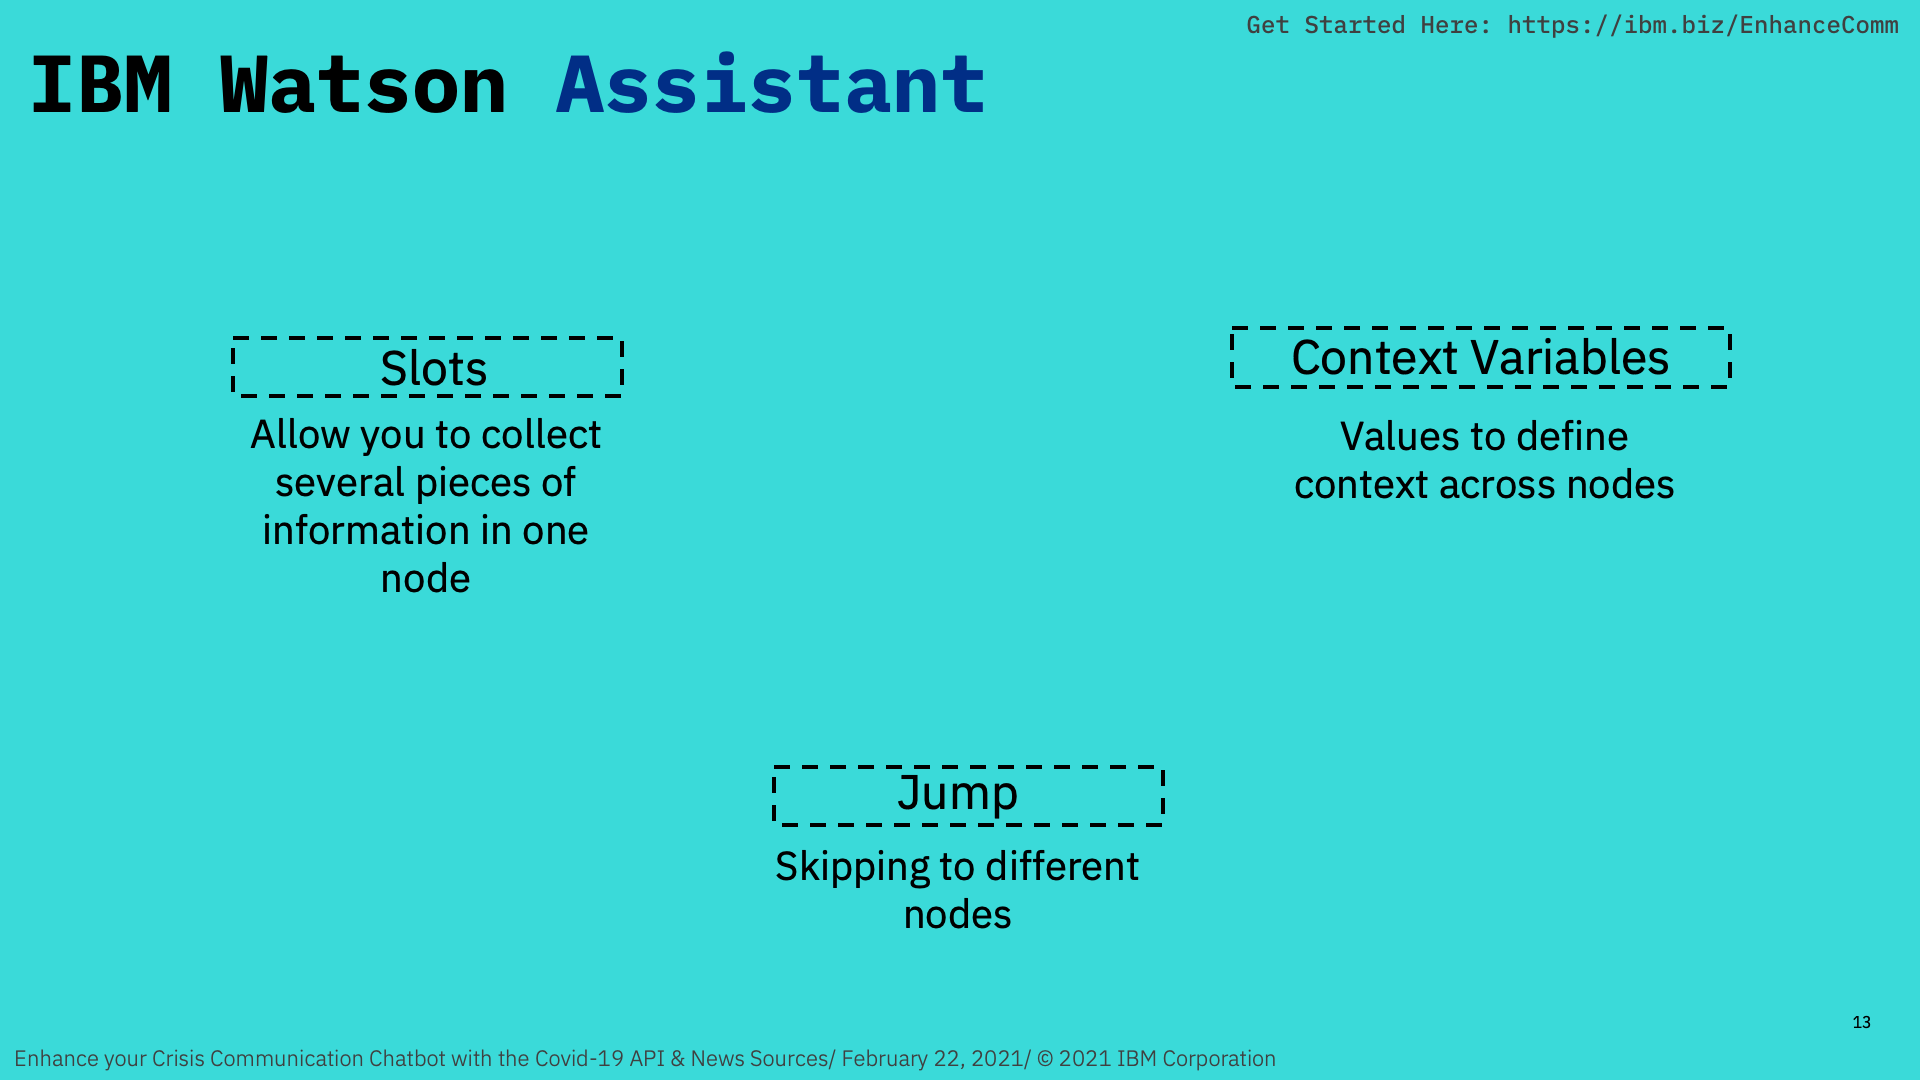 Get Started Here: https://ibm.biz/EnhanceComm
IBM Watson Assistant
Slots
Allow you to collect
several pieces of
information in one
node
Context Variables
Values to define
context across nodes
Jump
Skipping to different
nodes
13
Enhance your Crisis Communication Chatbot with the Covid-19 API & News Sources/ February 22, 2021/ © 2021 IBM Corporation